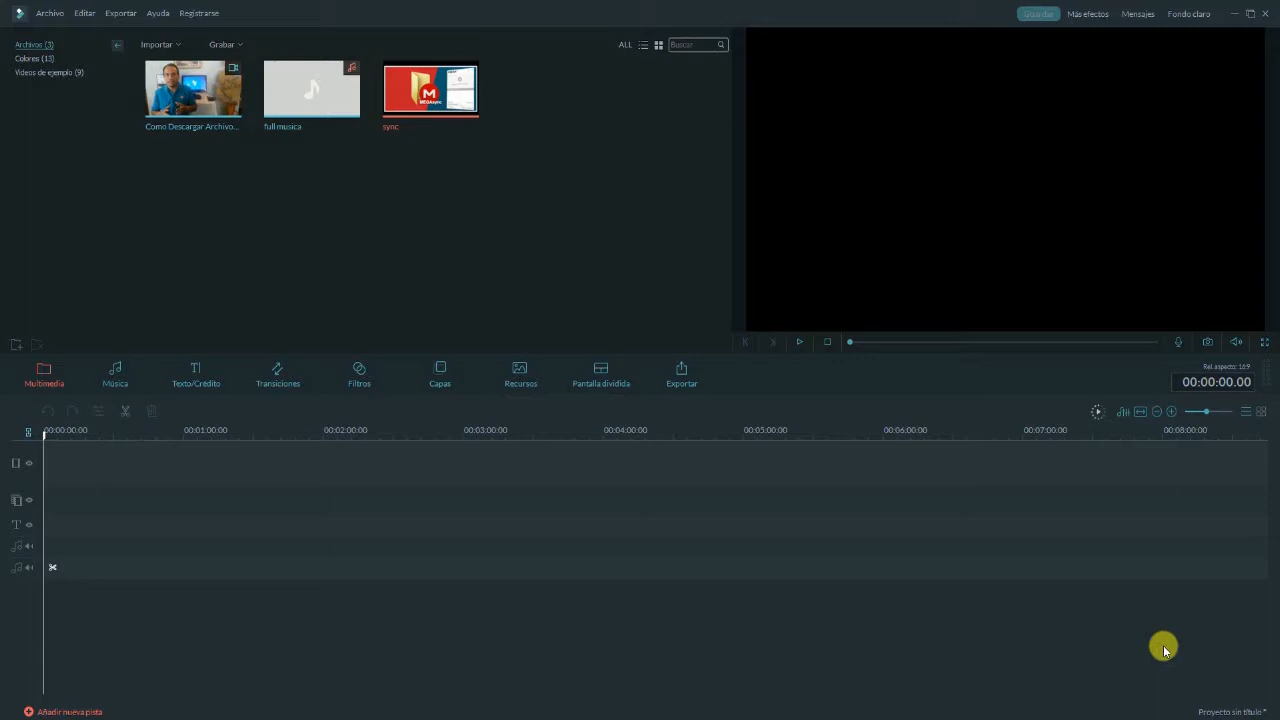 Archivo Editar Exportar Ayuda Registrarse Guardar Más efectos Mensajes Fondo claro
Archivos (3) Importar Grabar ALL Buscar
Colores (13)
Videos de ejemplo (9)
MEGAsync
Como Descargar Archivo... full musica sync
Multimedia Música Texto/Crédito Transiciones Filtros Capas Recursos Pantalla dividida Exportar
Rel. aspecto: 16:9
00:00:00.00
00:00:00.00 00:01:00.00 00:02:00.00 00:03:00.00 00:04:00.00 00:05:00.00 00:06:00.00 00:07:00.00 00:08:00.00
Añadir nueva pista Proyecto sin título *